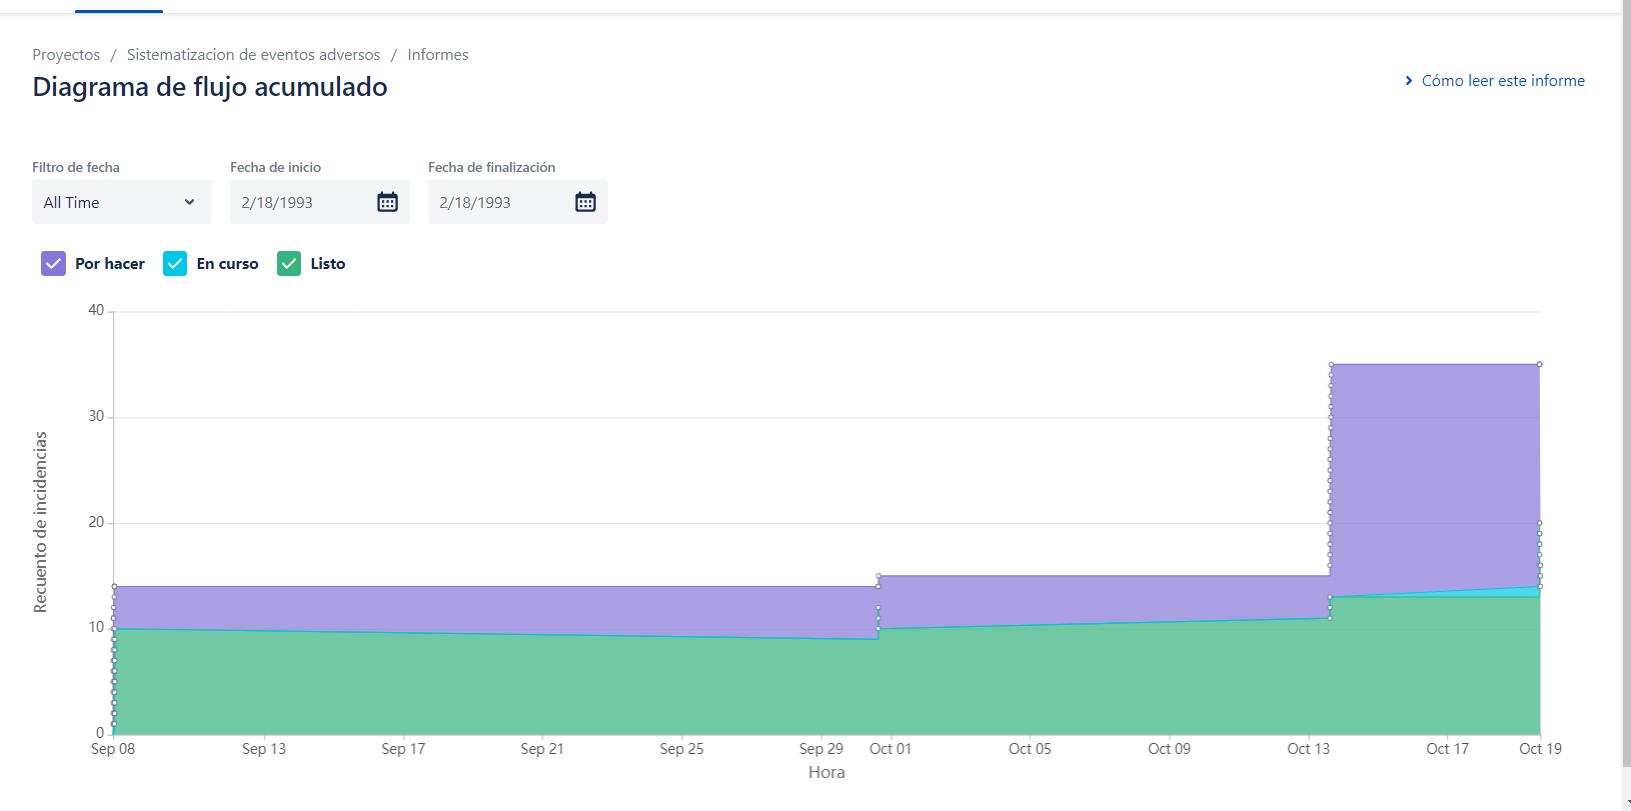 Proyectos / Sistematizacion de eventos adversos / Informes
Diagrama de flujo acumulado
Cómo leer este informe
Filtro de fecha
Fecha de inicio
Fecha de finalización
All Time
2/18/1993
2/18/1993
Por hacer
En curso
Listo
40
30
20
10
0
Recuento de incidencias
Sep 08
Sep 13
Sep 17
Sep 21
Sep 25
Sep 29
Oct 01
Oct 05
Oct 09
Oct 13
Oct 17
Oct 19
Hora